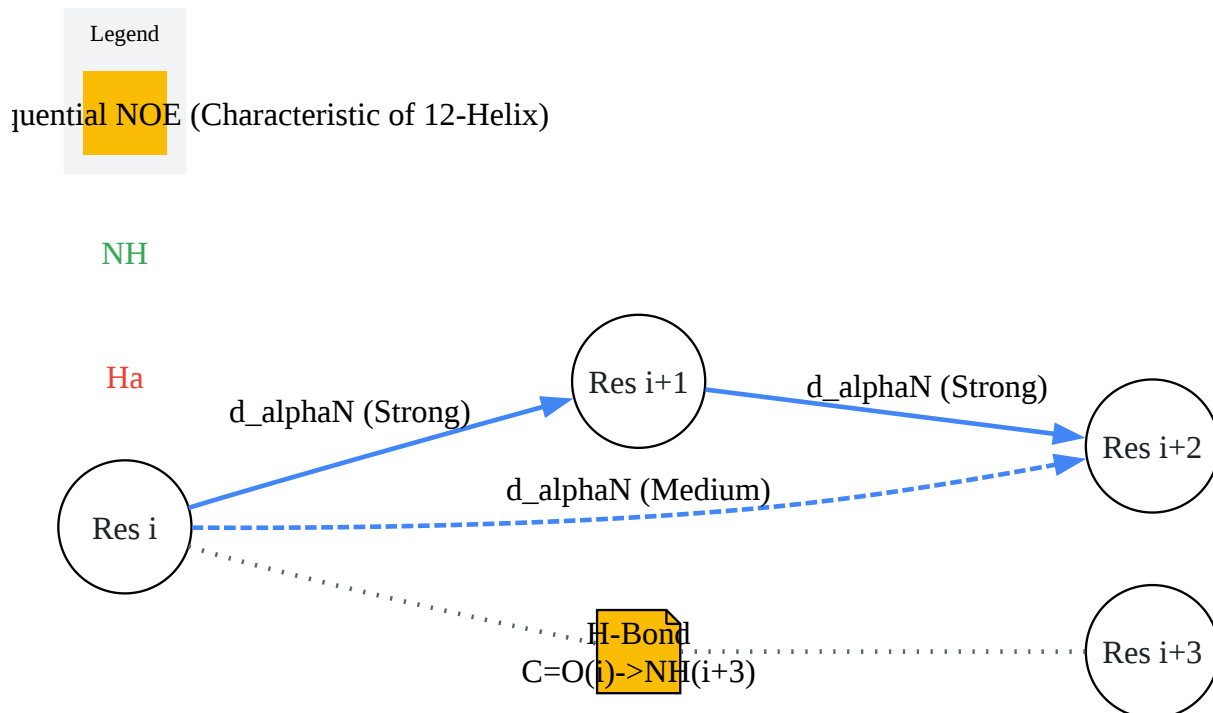 Legend
quential NOE (Characteristic of 12-Helix)
NH
Ha
d_alphaN (Strong)
Res i+1
d_alphaN (Strong)
Res i+2
d_alphaN (Medium)
Res i
H-Bond
C=O(i)->NH(i+3)
Res i+3